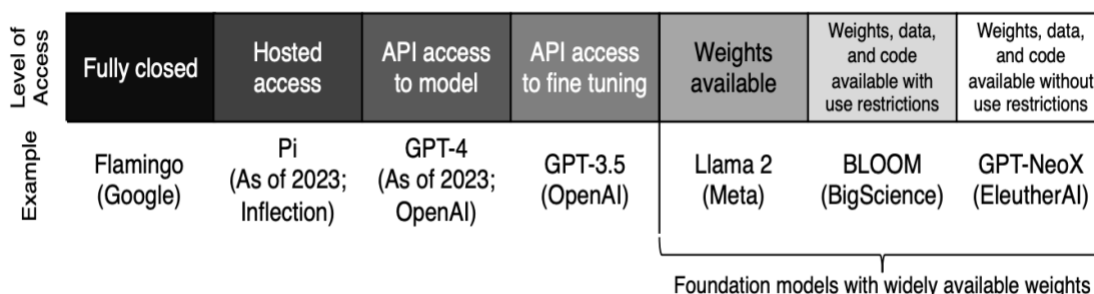 Level of
Access
Fully closed
Hosted
access
API access
to model
API access
to fine tuning
Weights
available
Weights, data,
and code
available with
use restrictions
Weights, data,
and code
available without
use restrictions
Example
Flamingo
(Google)
Pi
(As of 2023;
Inflection)
GPT-4
(As of 2023;
OpenAI)
GPT-3.5
(OpenAI)
Llama 2
(Meta)
BLOOM
(BigScience)
GPT-NeoX
(EleutherAI)
Foundation models with widely available weights